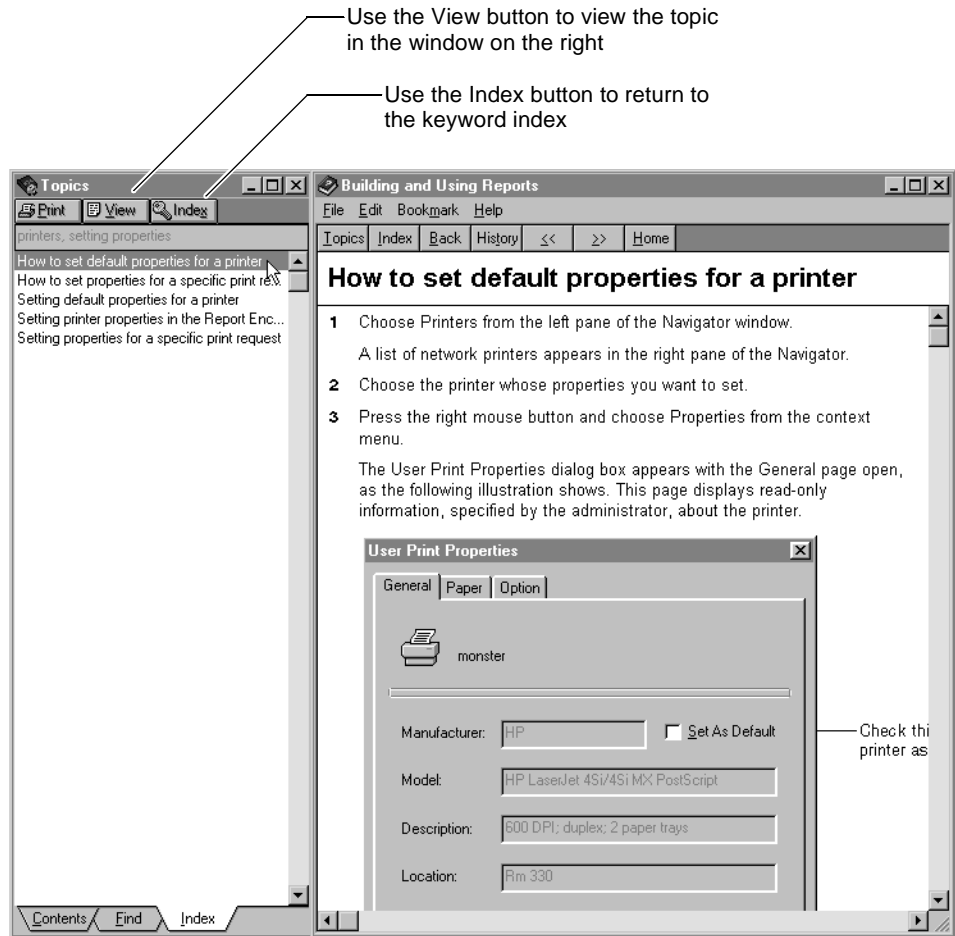 Use the View button to view the topic
in the window on the right
Use the Index button to return to
the keyword index
Topics
Print View Index
printers, setting properties
How to set default properties for a printer
How to set properties for a specific print re...
Setting default properties for a printer
Setting printer properties in the Report Enc...
Setting properties for a specific print request
Contents Find Index
Building and Using Reports
File Edit Bookmark Help
Topics Index Back History << >> Home
How to set default properties for a printer
1 Choose Printers from the left pane of the Navigator window.
A list of network printers appears in the right pane of the Navigator.
2 Choose the printer whose properties you want to set.
3 Press the right mouse button and choose Properties from the context
menu.
The User Print Properties dialog box appears with the General page open,
as the following illustration shows. This page displays read-only
information, specified by the administrator, about the printer.
User Print Properties
General Paper Option
monster
Manufacturer: HP Set As Default
Check thi
printer as
Model: HP LaserJet 4Si/4Si MX PostScript
Description: 600 DPI; duplex; 2 paper trays
Location: Rm 330